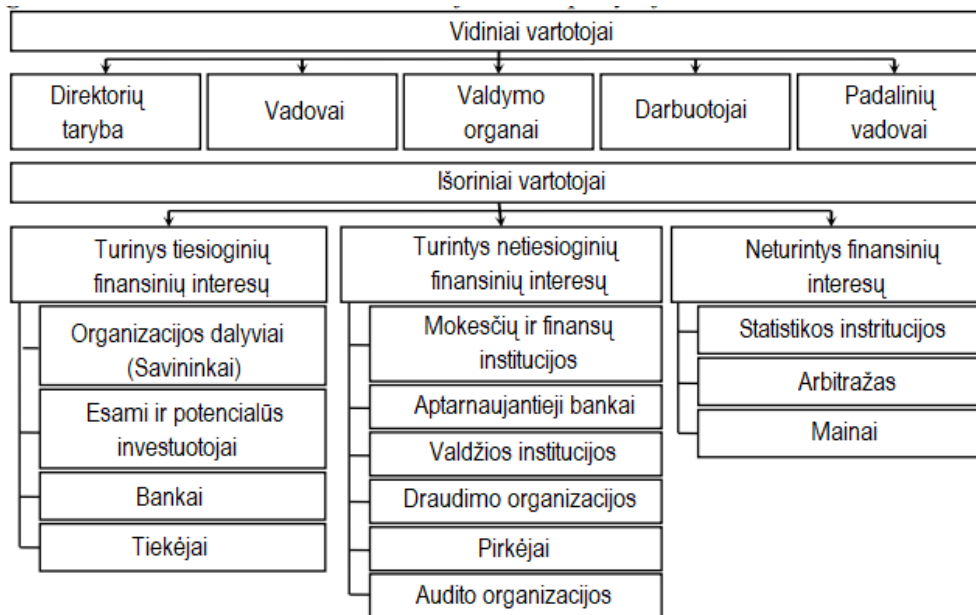 Vidiniai vartotojai
Direktorių
taryba
Vadovai
Valdymo
organai
Darbuotojai
Padalinių
vadovai
Išoriniai vartotojai
Turinys tiesioginių
finansinių interesų
Organizacijos dalyviai
(Savininkai)
Esami ir potencialūs
investuotojai
Bankai
Tiekėjai
Turintys netiesioginių
finansinių interesų
Mokesčių ir finansų
institucijos
Aptarnaujantieji bankai
Valdžios institucijos
Draudimo organizacijos
Pirkėjai
Audito organizacijos
Neturintys finansinių
interesų
Statistikos instritucijos
Arbitražas
Mainai